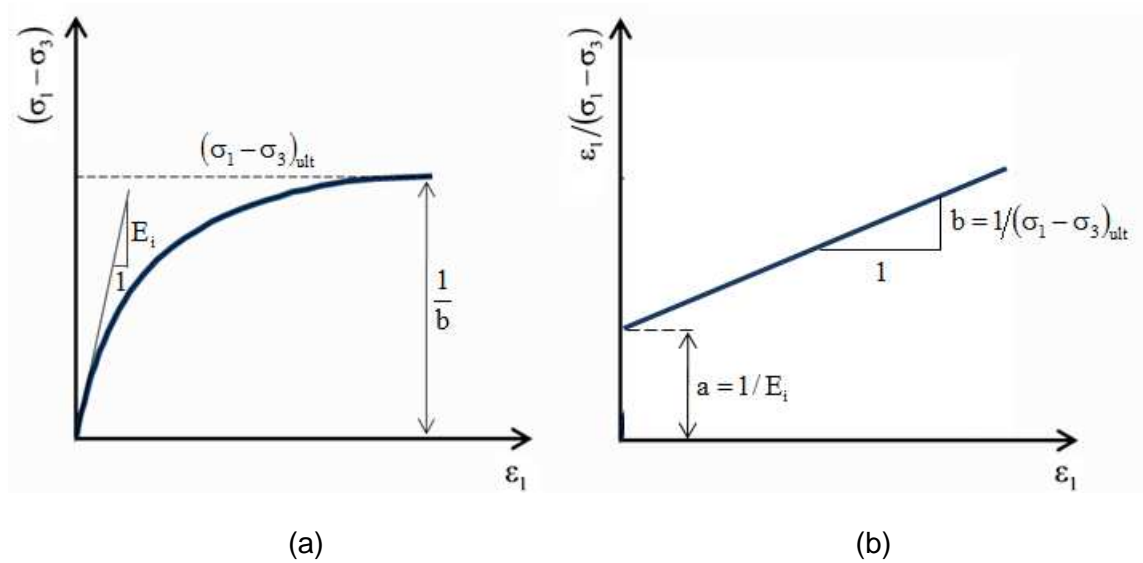 (σ₁ − σ₃)
(σ₁ − σ₃)ult
Eᵢ
1
1/b
ε₁
(a)
ε₁/(σ₁ − σ₃)
b = 1/(σ₁ − σ₃)ult
1
a = 1/Eᵢ
ε₁
(b)